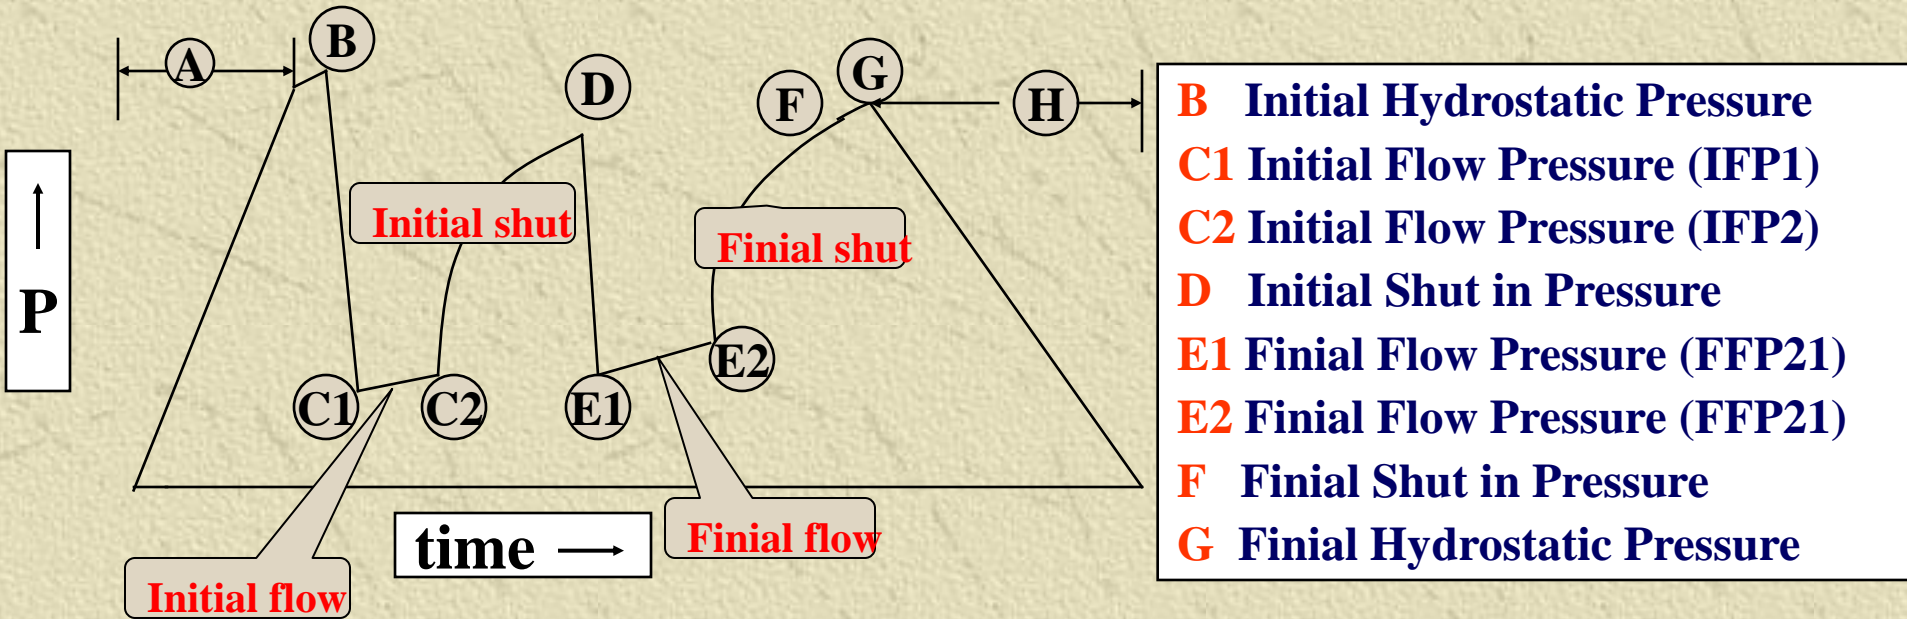 A
B
D
F
G
H
P
Initial shut
Finial shut
C1
C2
E1
E2
time
Finial flow
Initial flow
B Initial Hydrostatic Pressure
C1 Initial Flow Pressure (IFP1)
C2 Initial Flow Pressure (IFP2)
D Initial Shut in Pressure
E1 Finial Flow Pressure (FFP21)
E2 Finial Flow Pressure (FFP21)
F Finial Shut in Pressure
G Finial Hydrostatic Pressure